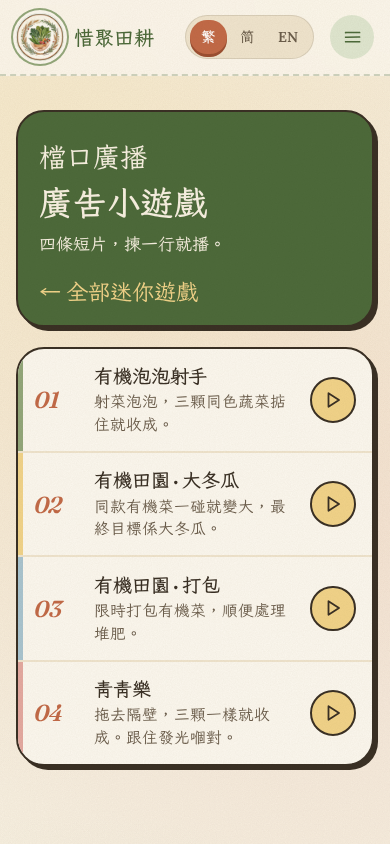 惜聚田耕
繁 简 EN
檔口廣播
廣告小遊戲
四條短片，揀一行就播。
← 全部迷你遊戲
01
有機泡泡射手
射菜泡泡，三顆同色蔬菜掂
住就收成。
02
有機田園·大冬瓜
同款有機菜一碰就變大，最
終目標係大冬瓜。
03
有機田園·打包
限時打包有機菜，順便處理
堆肥。
04
青青樂
拖去隔壁，三顆一樣就收
成。跟住發光嗰對。